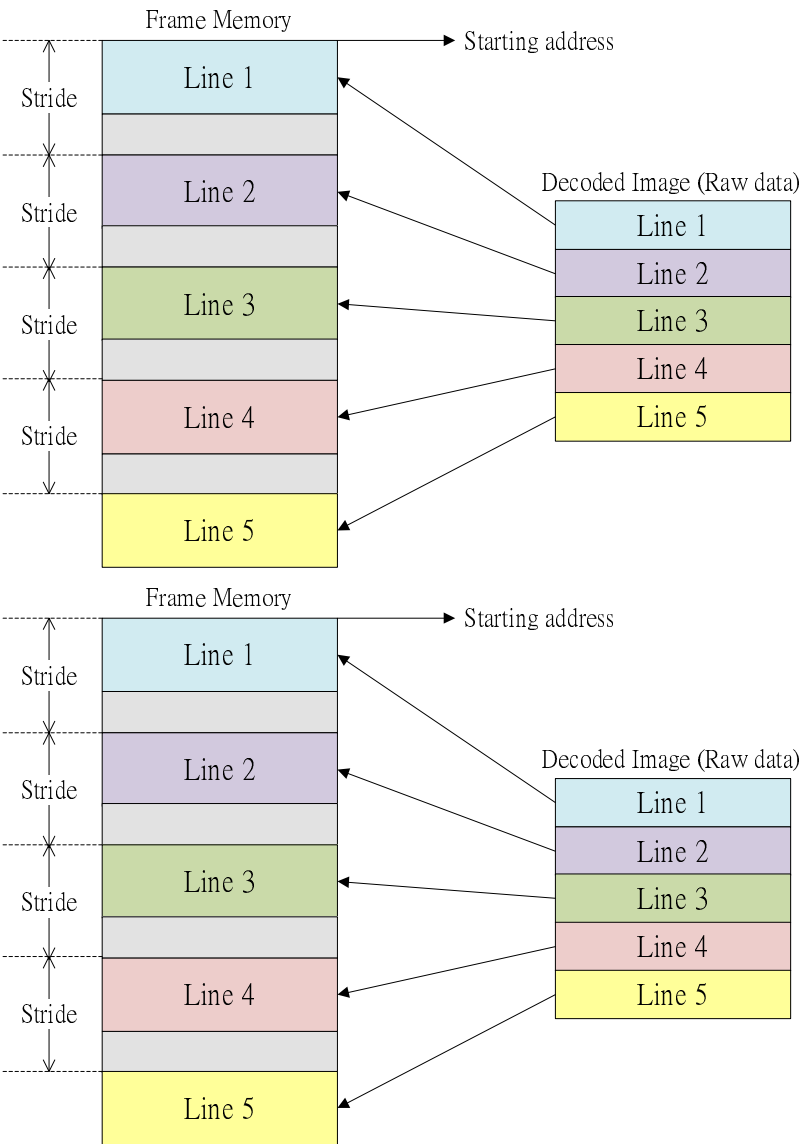 Frame Memory
Starting address
Line 1
Stride
Line 2
Stride
Line 3
Stride
Line 4
Stride
Line 5
Decoded Image (Raw data)
Line 1
Line 2
Line 3
Line 4
Line 5
Frame Memory
Starting address
Line 1
Stride
Line 2
Stride
Line 3
Stride
Line 4
Stride
Line 5
Decoded Image (Raw data)
Line 1
Line 2
Line 3
Line 4
Line 5